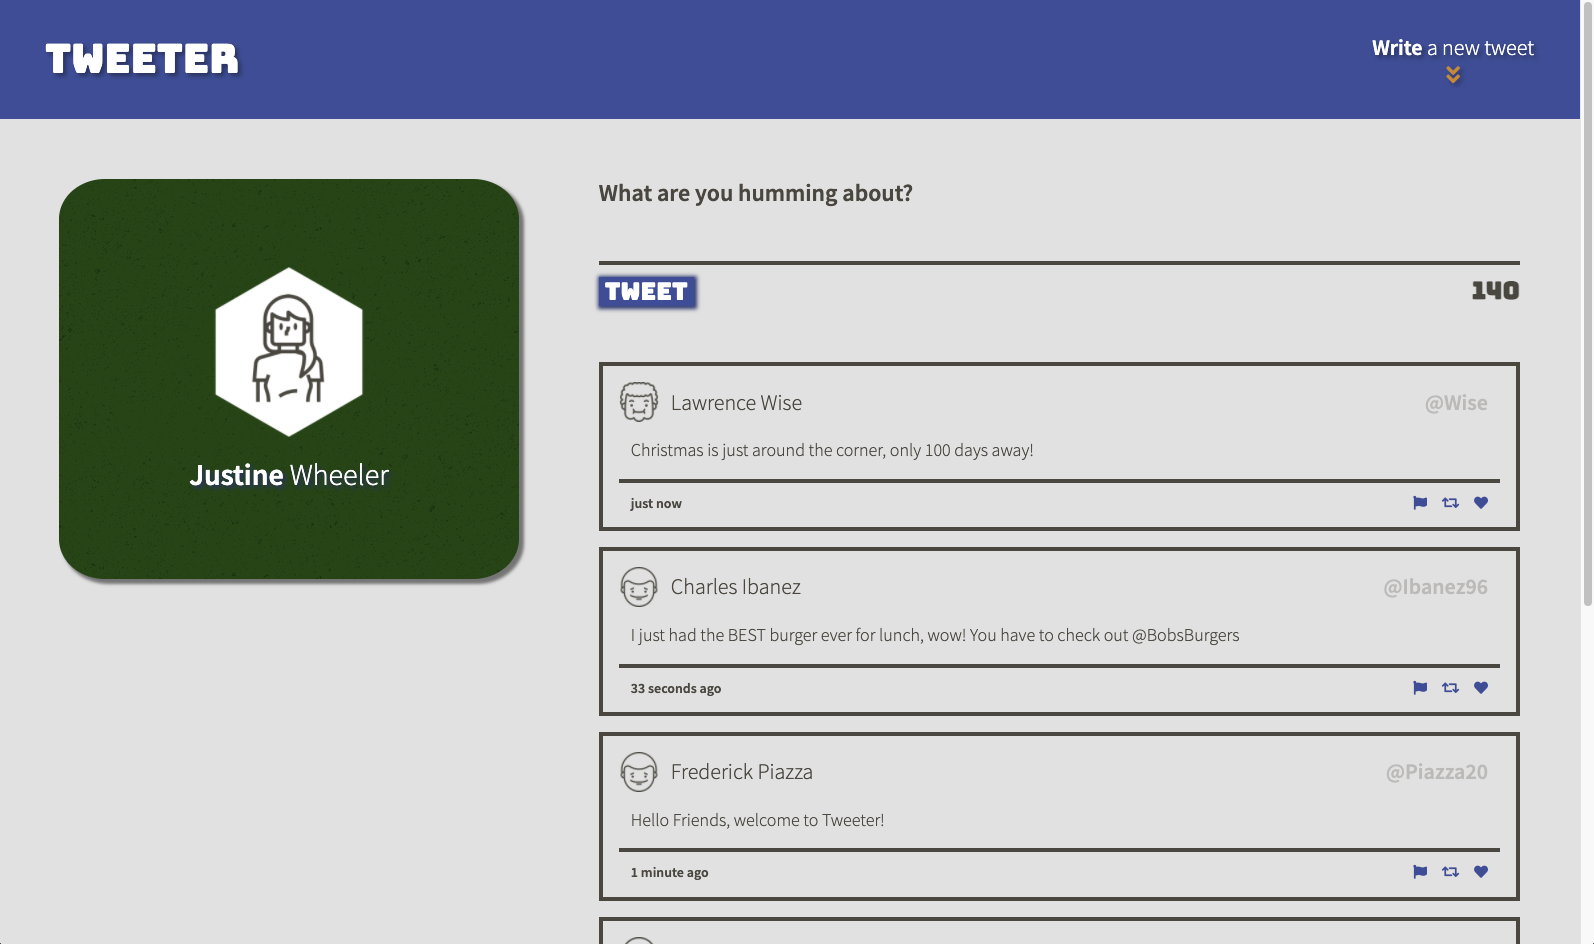 TWEETER
Write a new tweet
Justine Wheeler
What are you humming about?
TWEET
140
Lawrence Wise
@Wise
Christmas is just around the corner, only 100 days away!
just now
Charles Ibanez
@Ibanez96
I just had the BEST burger ever for lunch, wow! You have to check out @BobsBurgers
33 seconds ago
Frederick Piazza
@Piazza20
Hello Friends, welcome to Tweeter!
1 minute ago